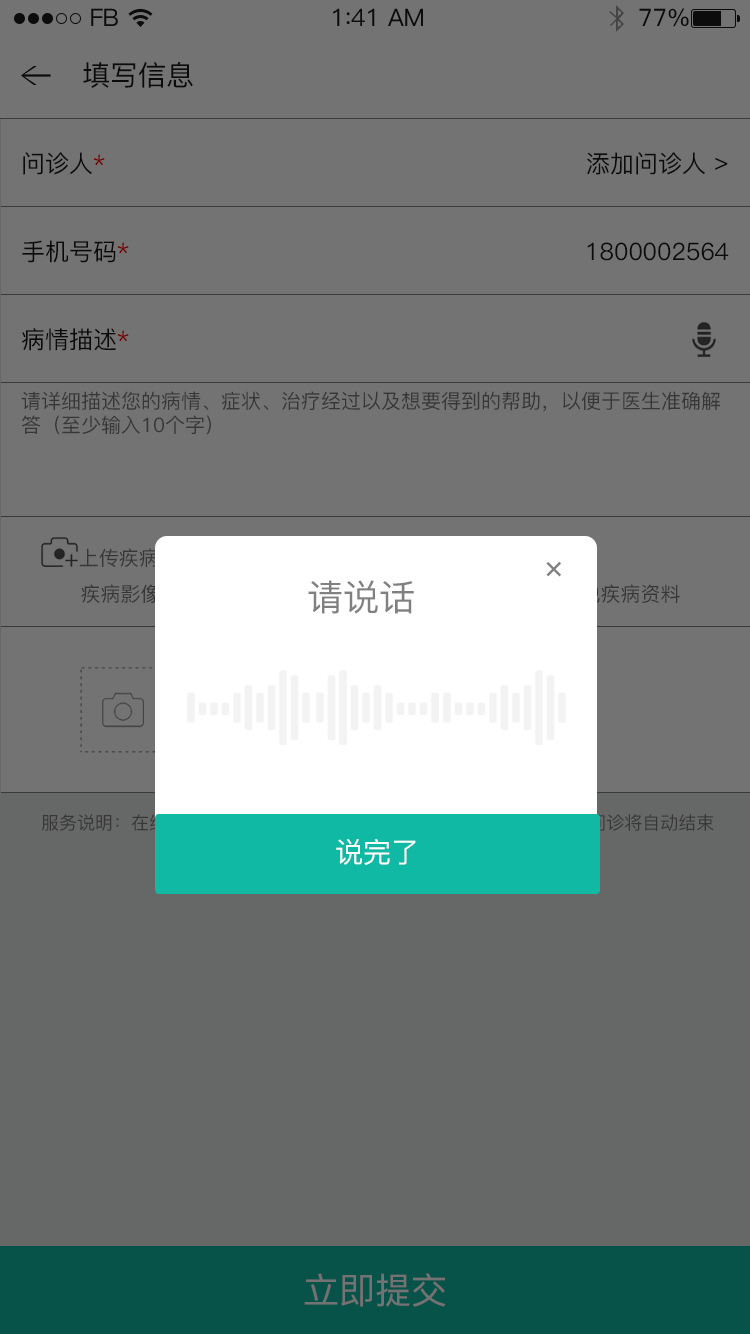 FB 1:41 AM 77%
填写信息
问诊人* 添加问诊人 >
手机号码* 1800002564
病情描述*
请详细描述您的病情、症状、治疗经过以及想要得到的帮助，以便于医生准确解
答（至少输入10个字）
上传疾病
疾病影像 疾病资料
请说话
服务说明：在 问诊将自动结束
说完了
立即提交